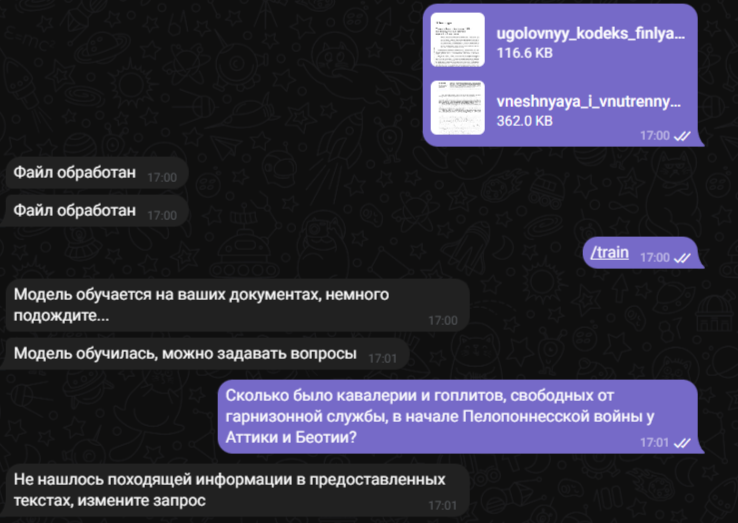 ugolovnyy_kodeks_finlya...
116.6 KB
vneshnyaya_i_vnutrenny...
362.0 KB
17:00
Файл обработан 17:00
Файл обработан 17:00
/train 17:00
Модель обучается на ваших документах, немного
подождите...
17:00
Модель обучилась, можно задавать вопросы 17:01
Сколько было кавалерии и гоплитов, свободных от
гарнизонной службы, в начале Пелопоннесской войны у
Аттики и Беотии?
17:01
Не нашлось походящей информации в предоставленных
текстах, измените запрос
17:01